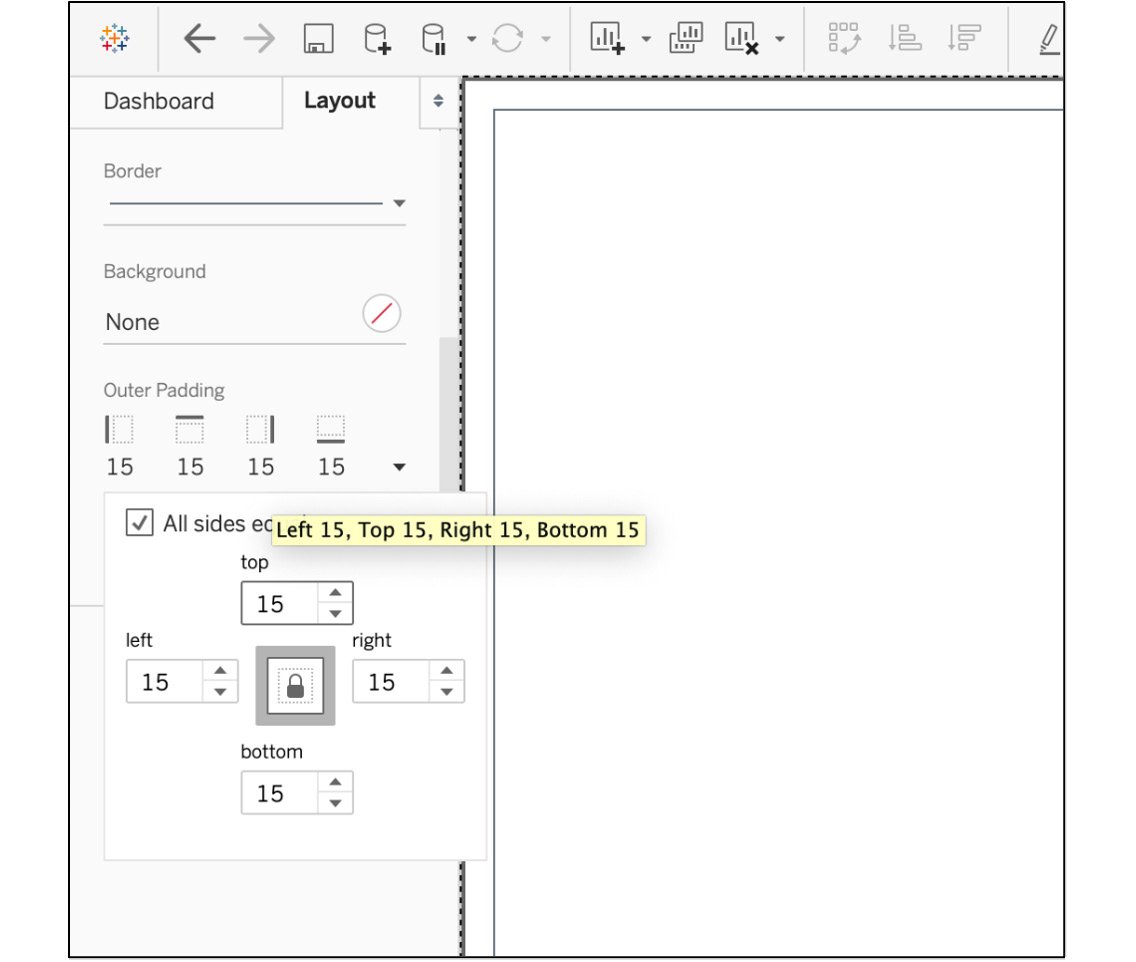 Dashboard
Layout
Border
Background
None
Outer Padding
15 15 15 15
All sides
Left 15, Top 15, Right 15, Bottom 15
top
15
left
right
15
15
bottom
15